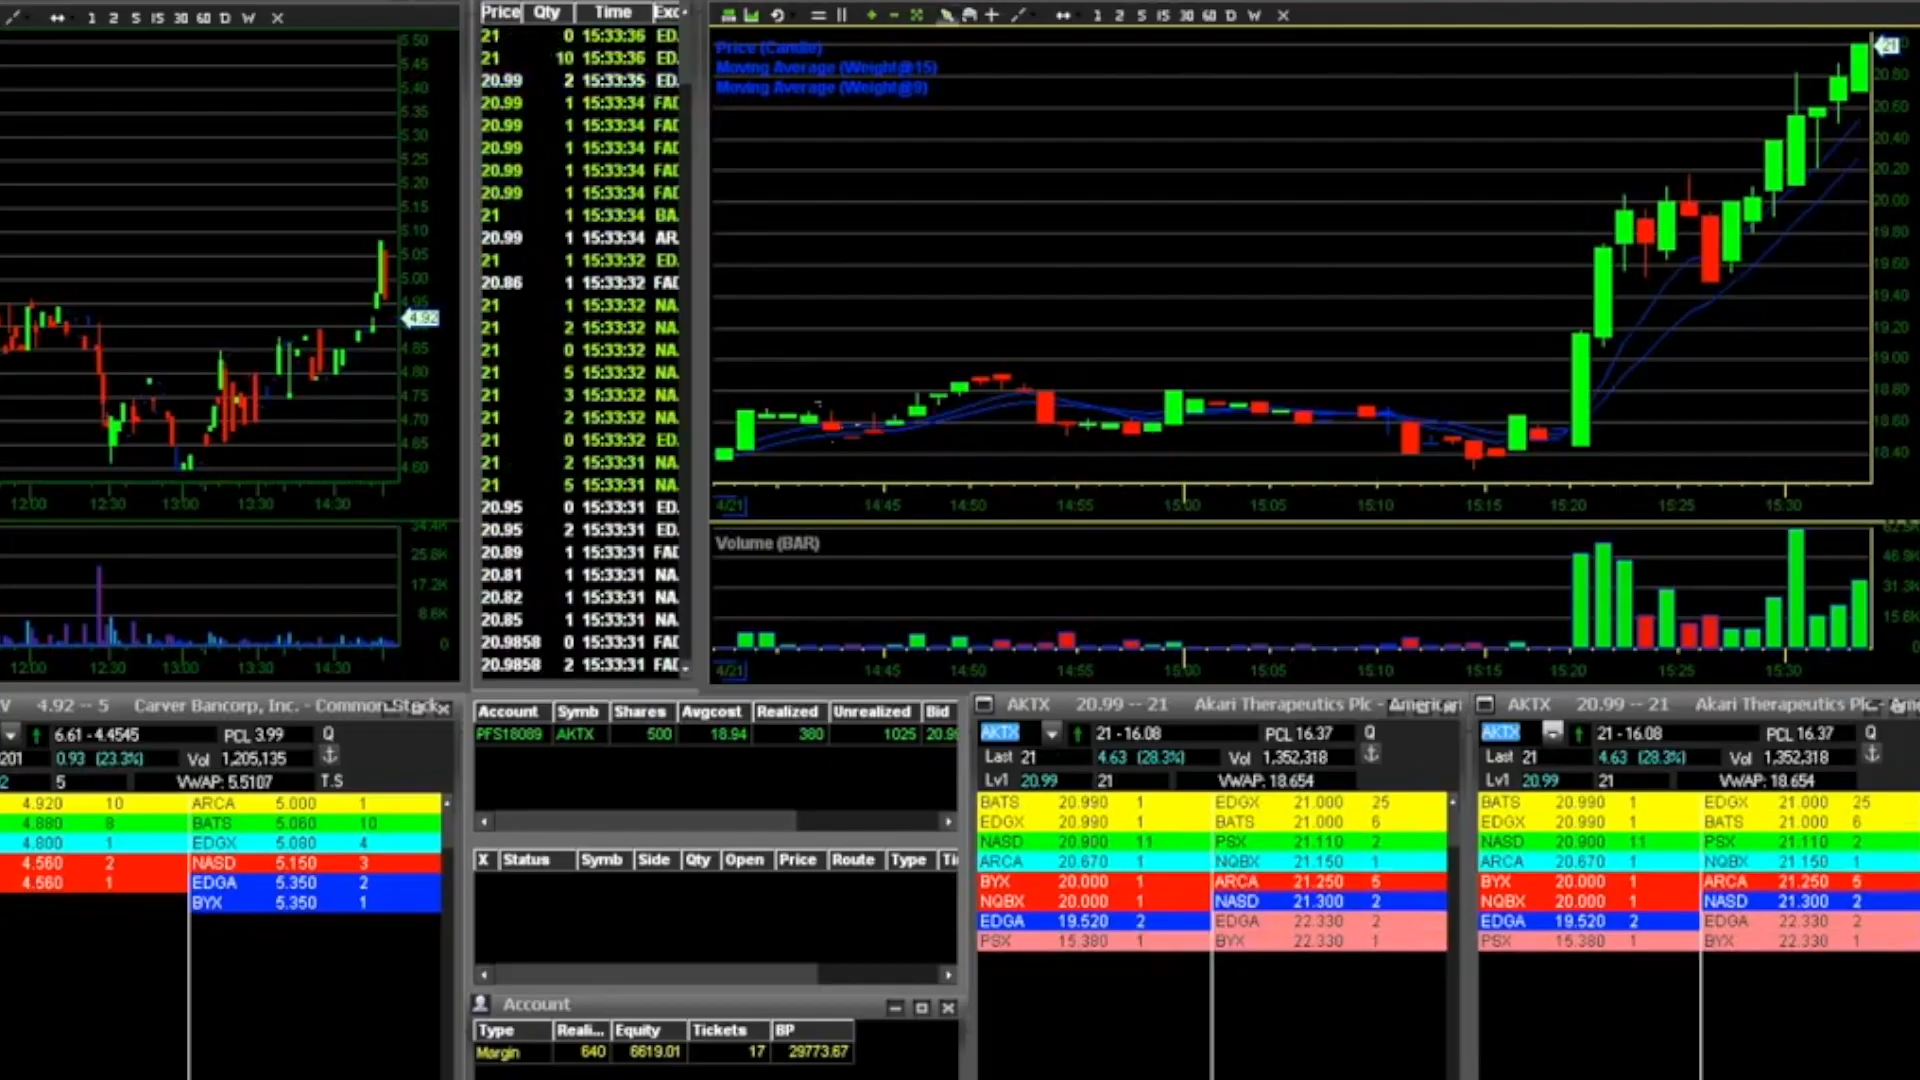 1 2 5 15 30 60 D W X
5.50
5.45
5.40
5.35
5.30
5.25
5.20
5.15
5.10
5.05
5.00
4.95
4.92
4.85
4.80
4.75
4.70
4.65
4.60
12:00 12:30 13:00 13:30 14:00 14:30
34.4K
25.8K
17.2K
8.6K
0
12:00 12:30 13:00 13:30 14:00 14:30
Price Qty Time Exc
21 0 15:33:36 ED.
21 10 15:33:36 ED.
20.99 2 15:33:35 ED.
20.99 1 15:33:34 FAD
20.99 1 15:33:34 FAD
20.99 1 15:33:34 FAD
20.99 1 15:33:34 FAD
20.99 1 15:33:34 FAD
21 1 15:33:34 BA.
20.99 1 15:33:34 AR.
21 1 15:33:32 ED.
20.86 1 15:33:32 FAD
21 1 15:33:32 NA.
21 2 15:33:32 NA.
21 0 15:33:32 NA.
21 5 15:33:32 NA.
21 3 15:33:32 NA.
21 2 15:33:32 NA.
21 0 15:33:32 ED.
21 2 15:33:31 NA.
21 5 15:33:31 NA.
20.95 0 15:33:31 ED.
20.95 2 15:33:31 ED.
20.89 1 15:33:31 FAD
20.81 1 15:33:31 NA.
20.82 1 15:33:31 NA.
20.85 1 15:33:31 NA.
20.9858 0 15:33:31 FAD
20.9858 2 15:33:31 FAD
1 2 5 15 30 60 D W X
Price (Candle)
Moving Average (Weight@15)
Moving Average (Weight@9)
21
20.80
20.60
20.40
20.20
20.00
19.80
19.60
19.40
19.20
19.00
18.80
18.60
18.40
4/21 14:45 14:50 14:55 15:00 15:05 15:10 15:15 15:20 15:25 15:30
Volume (BAR)
62.5K
46.9K
31.3K
15.6K
0
4/21 14:45 14:50 14:55 15:00 15:05 15:10 15:15 15:20 15:25 15:30
V 4.92 -- 5 Carver Bancorp, Inc. - Common Stock
6.61 - 4.4545 PCL 3.99 Q
201 0.93 (23.3%) Vol 1,205,135
2 5 VWAP: 5.5107 T.S
4.920 10 ARCA 5.000 1
4.880 8 BATS 5.060 10
4.800 1 EDGX 5.080 4
4.560 2 NASD 5.150 3
4.560 1 EDGA 5.350 2
BYX 5.350 1
Account Symb Shares Avgcost Realized Unrealized Bid
PFS18089 AKTX 500 18.94 380 1025 20.99
X Status Symb Side Qty Open Price Route Type Ti
Account
Type Reali... Equity Tickets BP
Margin 640 6619.01 17 29773.67
AKTX 20.99 -- 21 Akari Therapeutics Plc - American
AKTX 21 - 16.08 PCL 16.37 Q
Last 21 4.63 (28.3%) Vol 1,352,318
Lv1 20.99 21 VWAP: 18.654
BATS 20.990 1 EDGX 21.000 25
EDGX 20.990 1 BATS 21.000 6
NASD 20.900 11 PSX 21.110 2
ARCA 20.670 1 NQBX 21.150 1
BYX 20.000 1 ARCA 21.250 5
NQBX 20.000 1 NASD 21.300 2
EDGA 19.520 2 EDGA 22.330 2
PSX 15.380 1 BYX 22.330 1
AKTX 20.99 -- 21 Akari Therapeutics Plc - Ame
AKTX 21 - 16.08 PCL 16.37 Q
Last 21 4.63 (28.3%) Vol 1,352,318
Lv1 20.99 21 VWAP: 18.654
BATS 20.990 1 EDGX 21.000 25
EDGX 20.990 1 BATS 21.000 6
NASD 20.900 11 PSX 21.110 2
ARCA 20.670 1 NQBX 21.150 1
BYX 20.000 1 ARCA 21.250 5
NQBX 20.000 1 NASD 21.300 2
EDGA 19.520 2 EDGA 22.330 2
PSX 15.380 1 BYX 22.330 1